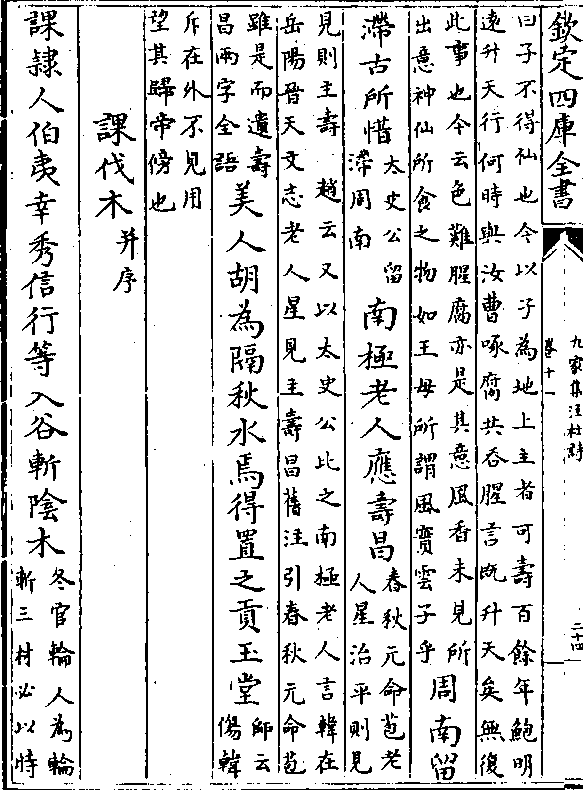 欽定四庫全書
九家集注杜詩
卷十一
二十四
曰子不得仙也今以子為地上主者可壽百餘年鮑明
遠升天行何時與汝曹啄腐共吞腥言既升天矣無復
此事也今云色難腥腐亦是其意風香未見所
出意神仙所食之物如王母所謂風實雲子乎
周南留
滯古所惜
太史公留
滯周南
南極老人應壽昌
春秋元命苞老
人星治平則見
見則主壽 趙云又以太史公比之南極老人言韓在
岳陽晉天文志老人星見主壽昌舊注引春秋元命苞
雖是而遺壽
昌兩字全語
美人胡為隔秋水焉得置之貢玉堂
師云
傷韓
斥在外不見用
望其歸帝傍也
課伐木
并序
課隸人伯夷幸秀信行等入谷斬陰木
冬官輪人為輪
斬三材必以時